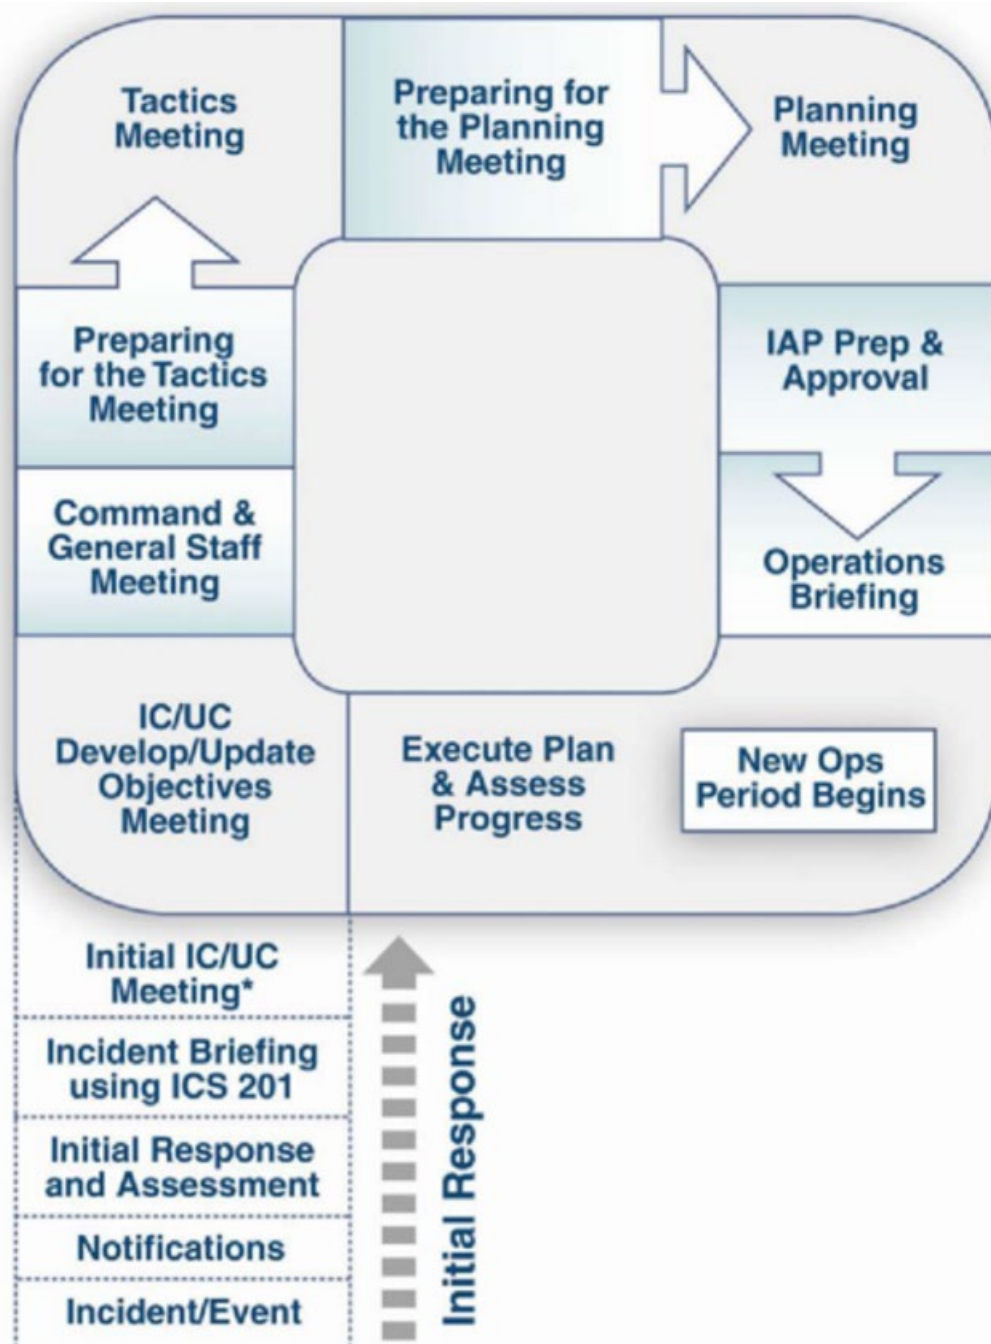 Tactics
Meeting
Preparing for
the Planning
Meeting
Planning
Meeting
Preparing
for the Tactics
Meeting
IAP Prep &
Approval
Command &
General Staff
Meeting
Operations
Briefing
IC/UC
Develop/Update
Objectives
Meeting
Execute Plan
& Assess
Progress
New Ops
Period Begins
Initial IC/UC
Meeting*
Incident Briefing
using ICS 201
Initial Response
and Assessment
Notifications
Incident/Event
Initial Response